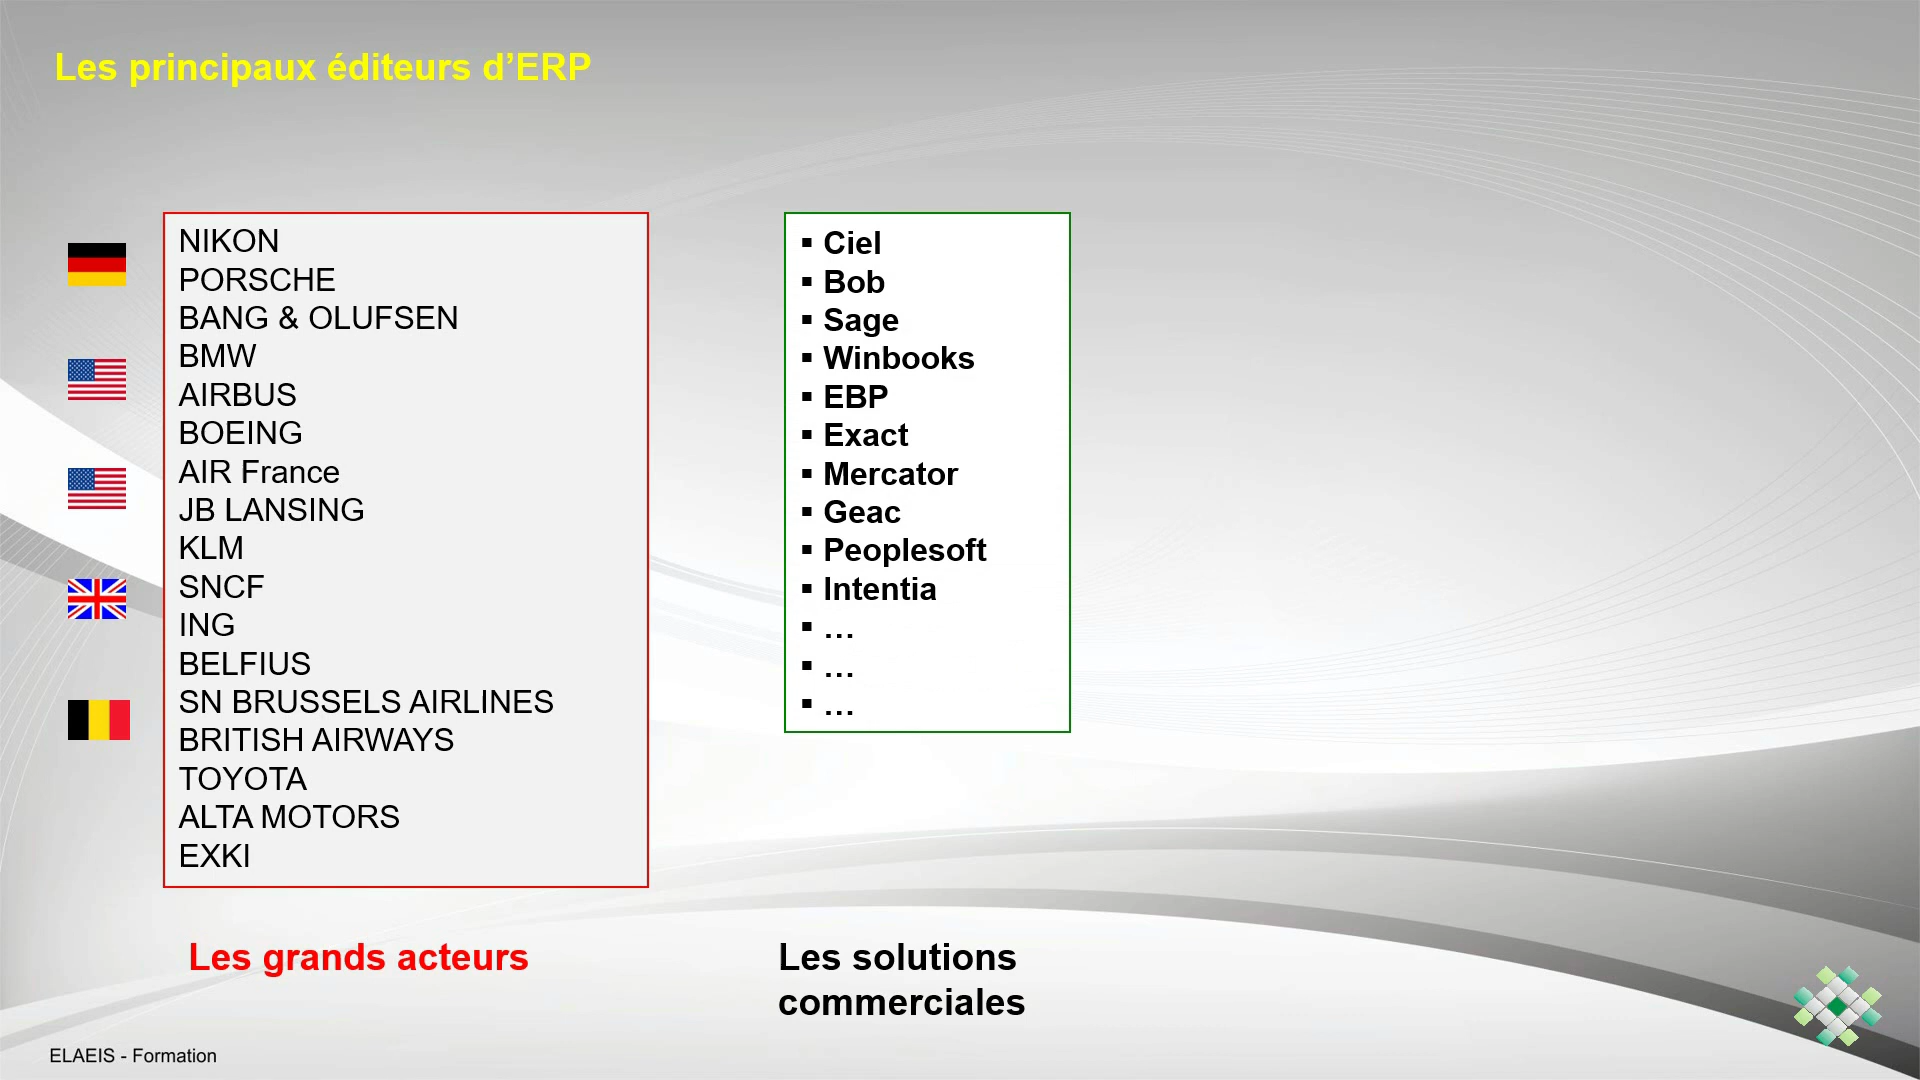 Les principaux éditeurs d’ERP
NIKON
PORSCHE
BANG & OLUFSEN
BMW
AIRBUS
BOEING
AIR France
JB LANSING
KLM
SNCF
ING
BELFIUS
SN BRUSSELS AIRLINES
BRITISH AIRWAYS
TOYOTA
ALTA MOTORS
EXKI
▪ Ciel
▪ Bob
▪ Sage
▪ Winbooks
▪ EBP
▪ Exact
▪ Mercator
▪ Geac
▪ Peoplesoft
▪ Intentia
▪ …
▪ …
▪ …
Les grands acteurs
Les solutions
commerciales
ELAEIS - Formation